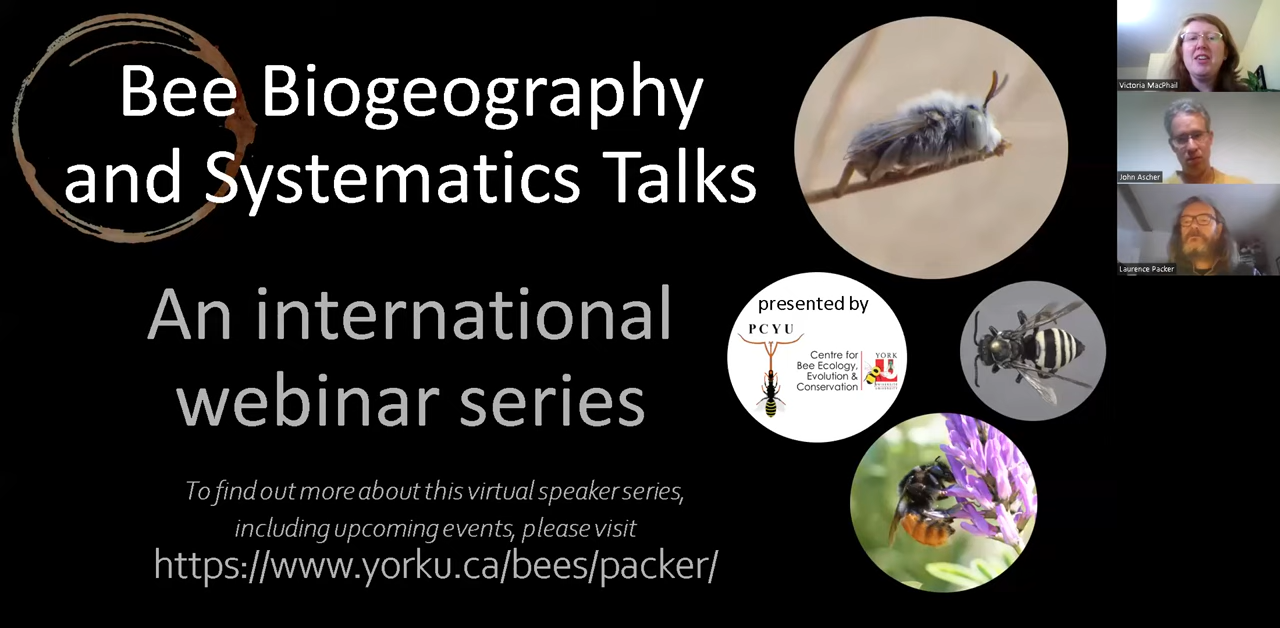 Bee Biogeography
and Systematics Talks
An international
webinar series
To find out more about this virtual speaker series,
including upcoming events, please visit
https://www.yorku.ca/bees/packer/
presented by
PCYU
Centre for
Bee Ecology,
Evolution &
Conservation
YORK
U
Victoria MacPhail
John Ascher
Laurence Packer